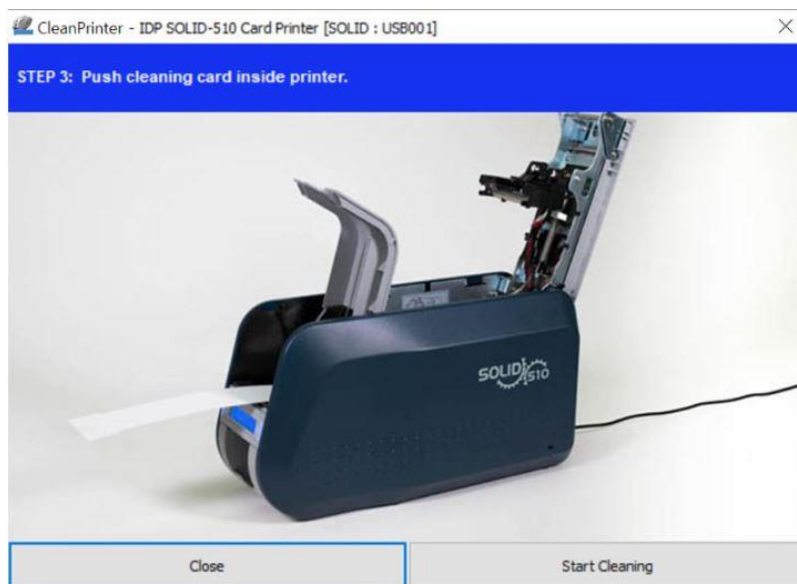 CleanPrinter - IDP SOLID-510 Card Printer [SOLID : USB001]
STEP 3: Push cleaning card inside printer.
SOLID
510
Close
Start Cleaning